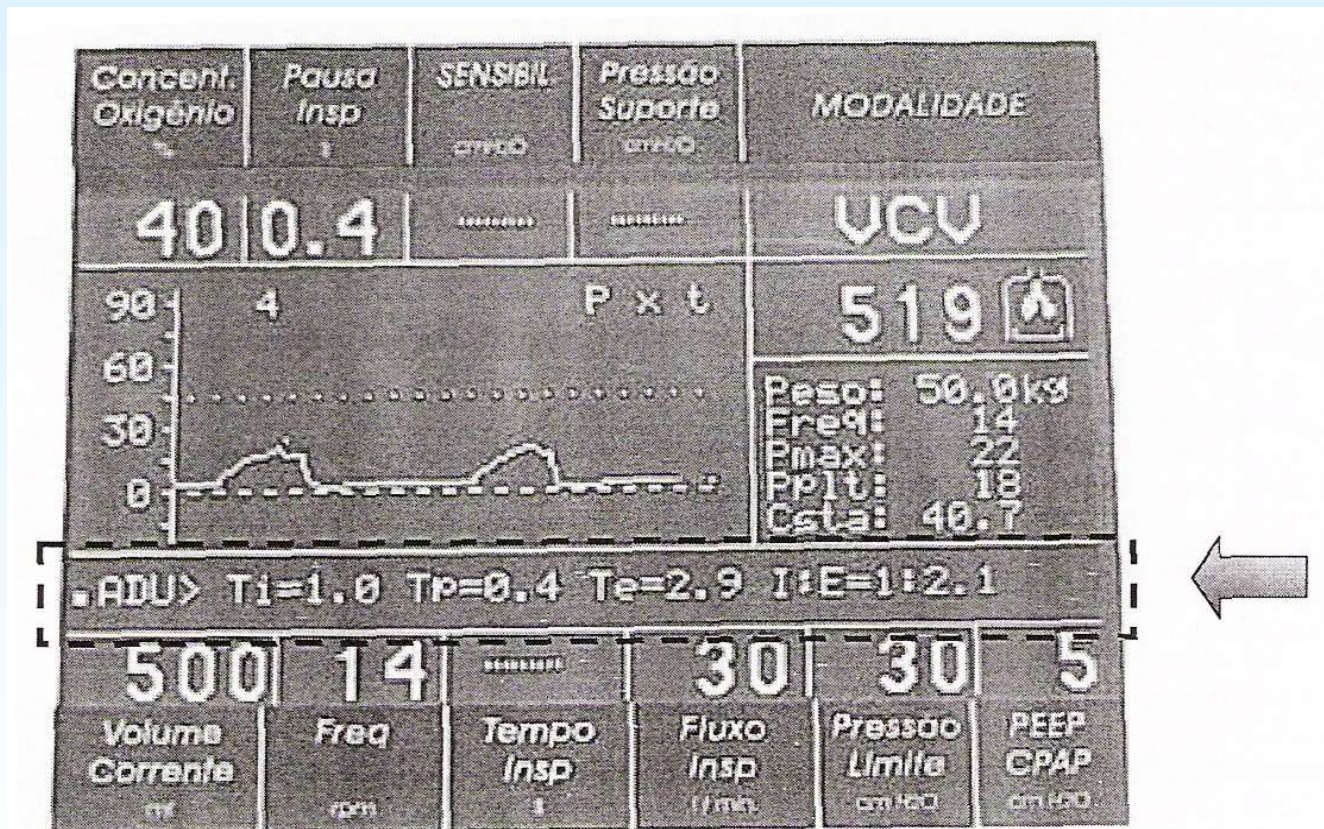 Concent. Oxigênio
%
Pausa Insp
s
SENSIBIL
cmH2O
Pressão Suporte
cmH2O
MODALIDADE
40
0.4
VCV
90
60
30
0
4
P x t
519
Peso: 50.0kg
Freq: 14
Pmax: 22
Pplt: 18
Csta: 40.7
.ADU> Ti=1.0 Tp=0.4 Te=2.9 I:E=1:2.1
500
14
30
30
5
Volume Corrente
ml
Freq
rpm
Tempo Insp
s
Fluxo Insp
l/min
Pressão Limite
cmH2O
PEEP CPAP
cmH2O